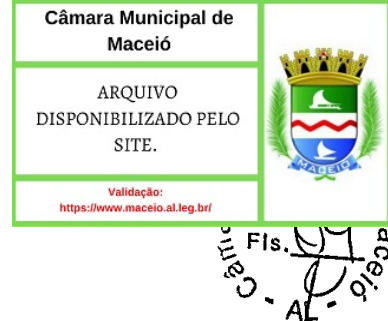 Câmara Municipal de
Maceió
ARQUIVO
DISPONIBILIZADO PELO
SITE.
Validação:
https://www.maceio.al.leg.br/
MACEIÓ
Fls.
AL